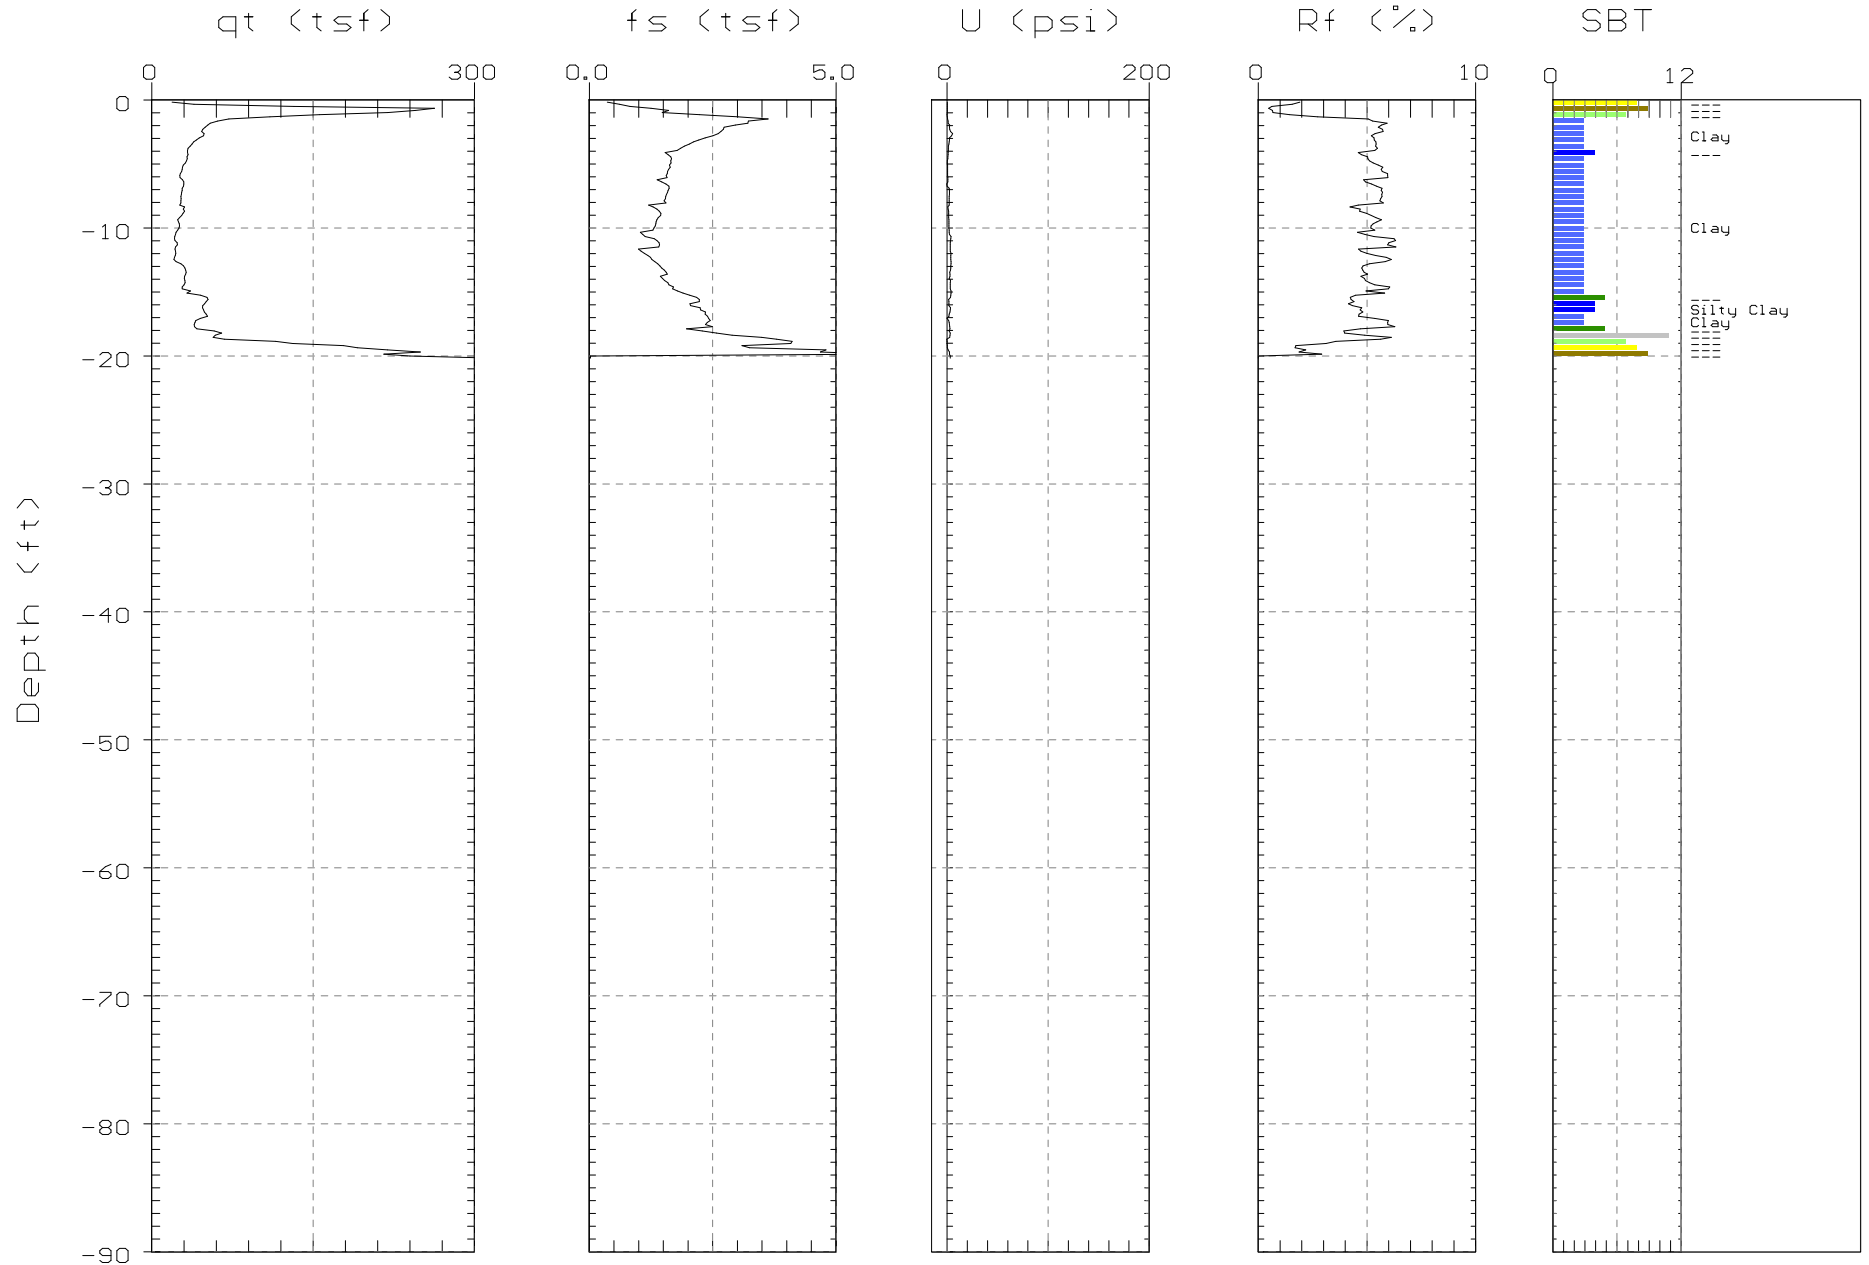 qt (tsf) fs (tsf) U (psi) Rf (%) SBT
0 300 0.0 5.0 0 200 0 10 0 12
0
-10
-20
-30
-40
-50
-60
-70
-80
-90
Depth (ft)
---
---
---
Clay
---
Clay
---
Silty Clay
Clay
---
---
---
---
---